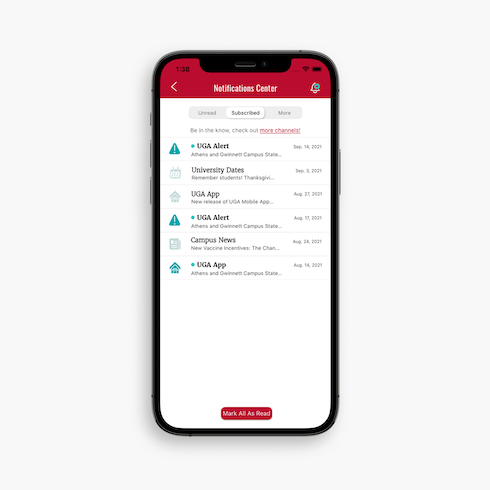 1:38
Notifications Center
Unread Subscribed More
Be in the know, check out more channels!
UGA Alert Sep. 14, 2021
Athens and Gwinnett Campus State...
University Dates Sep. 3, 2021
Remember students! Thanksgivi...
UGA App Aug. 27, 2021
New release of UGA Mobile App...
UGA Alert Aug. 17, 2021
Athens and Gwinnett Campus State...
Campus News Aug. 24, 2021
New Vaccine Incentives: The Chan...
UGA App Aug. 14, 2021
Athens and Gwinnett Campus State...
Mark All As Read